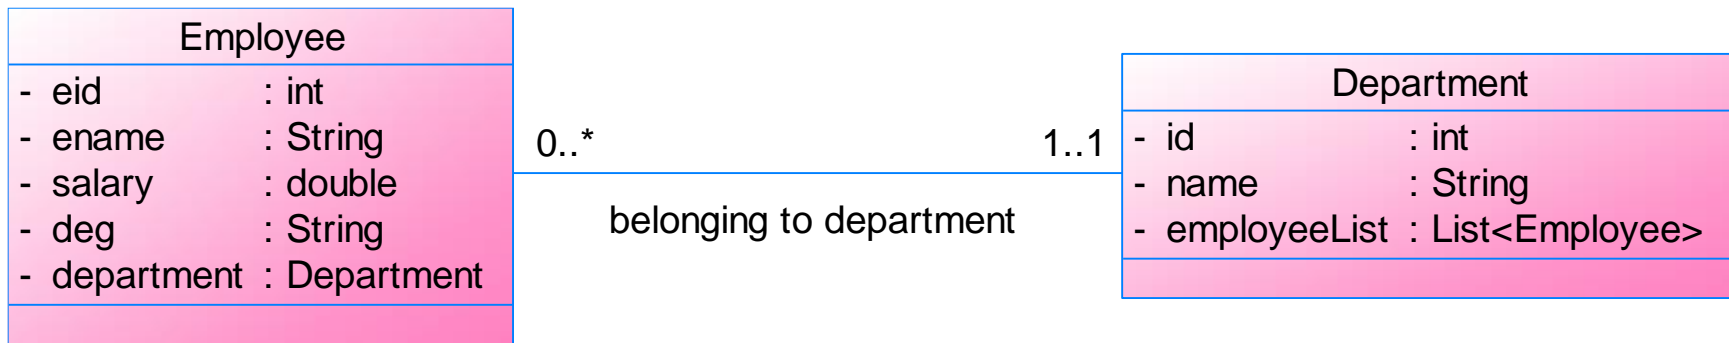 Employee
- eid : int
- ename : String
- salary : double
- deg : String
- department : Department
0..*
1..1
belonging to department
Department
- id : int
- name : String
- employeeList : List<Employee>